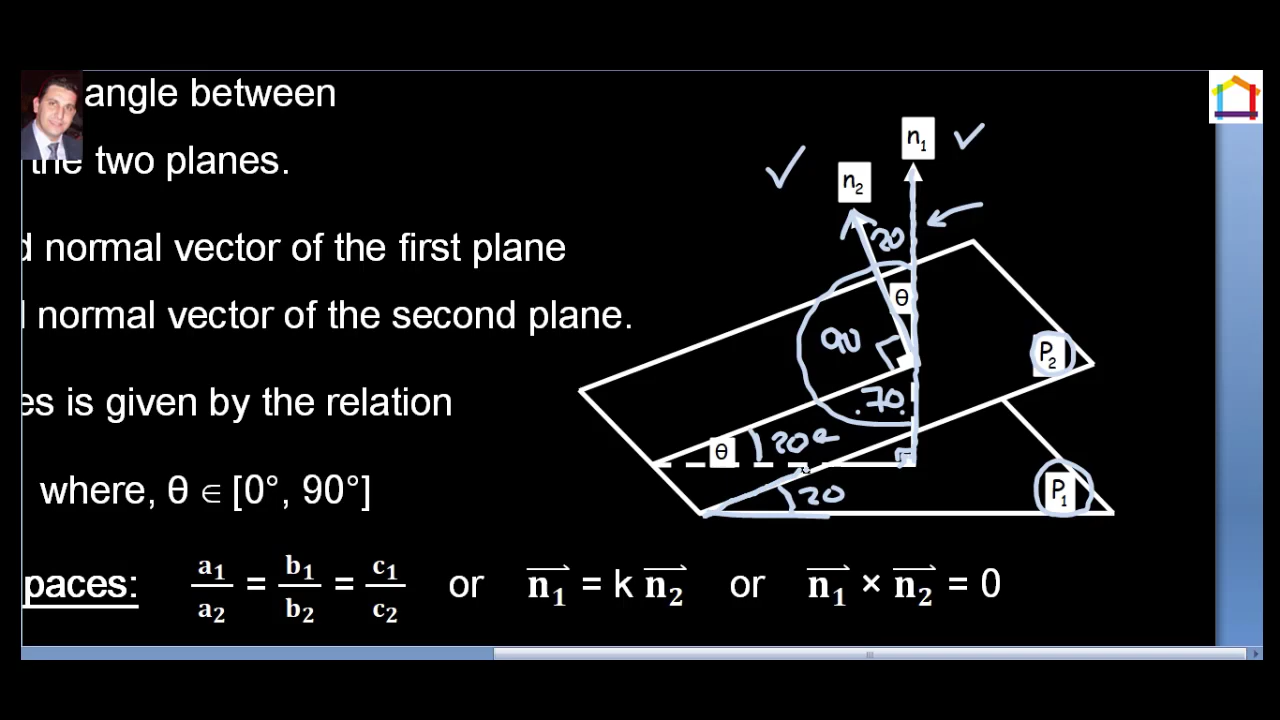 angle between
the two planes.
d normal vector of the first plane
normal vector of the second plane.
es is given by the relation
where, θ ∈ [0°, 90°]
paces: a₁/a₂ = b₁/b₂ = c₁/c₂ or n₁ = k n₂ or n₁ × n₂ = 0
n₁
n₂
20
θ
90
P₂
70
θ
20
20
P₁